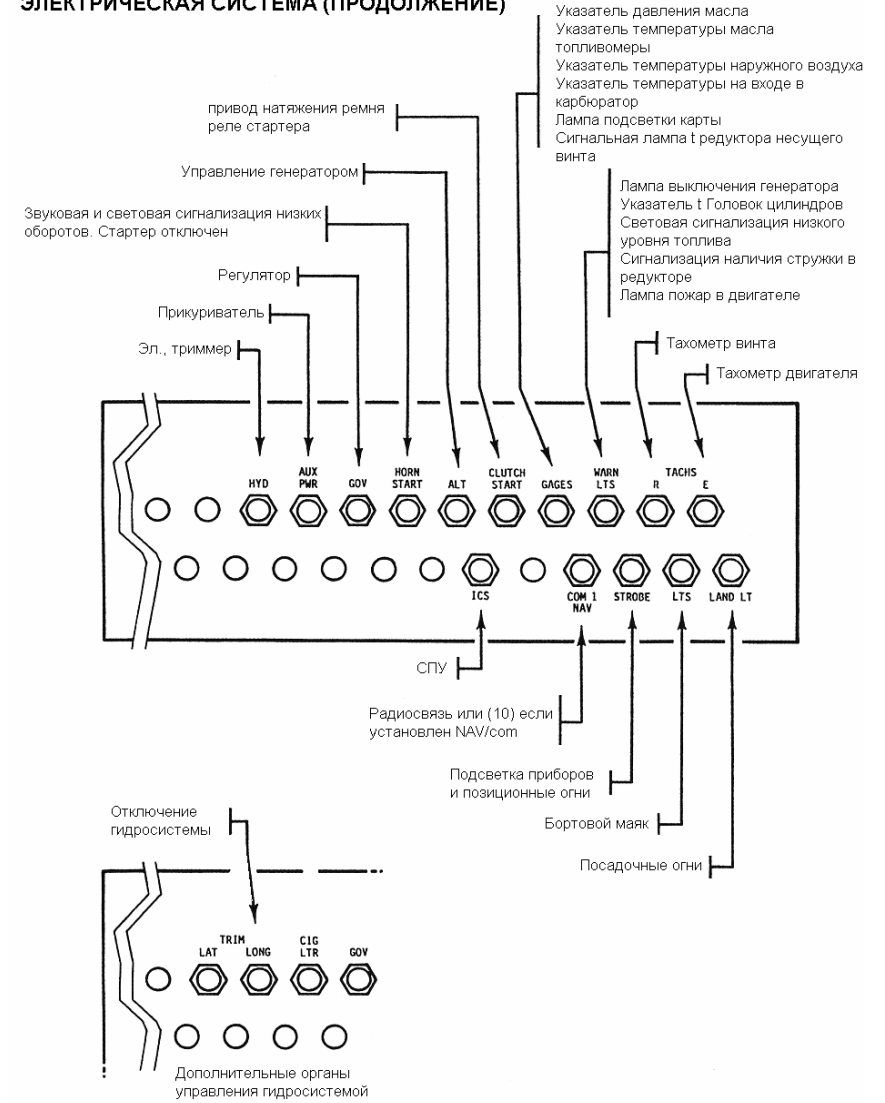 ЭЛЕКТРИЧЕСКАЯ СИСТЕМА (ПРОДОЛЖЕНИЕ)
Указатель давления масла
Указатель температуры масла
топливомеры
Указатель температуры наружного воздуха
Указатель температуры на входе в
карбюратор
Лампа подсветки карты
Сигнальная лампа t редуктора несущего
винта
привод натяжения ремня
реле стартера
Управление генератором
Лампа выключения генератора
Указатель t Головок цилиндров
Световая сигнализация низкого
уровня топлива
Сигнализация наличия стружки в
редукторе
Лампа пожар в двигателе
Звуковая и световая сигнализация низких
оборотов. Стартер отключен
Регулятор
Прикуриватель
Эл., триммер
Тахометр винта
Тахометр двигателя
HYD
AUX
PWR
GOV
HORN
START
ALT
CLUTCH
START
GAGES
WARN
LTS
TACHS
R
E
ICS
COM 1
NAV
STROBE
LTS
LAND LT
СПУ
Радиосвязь или (10) если
установлен NAV/com
Подсветка приборов
и позиционные огни
Бортовой маяк
Посадочные огни
Отключение
гидросистемы
TRIM
LAT
LONG
CIG
LTR
GOV
Дополнительные органы
управления гидросистемой